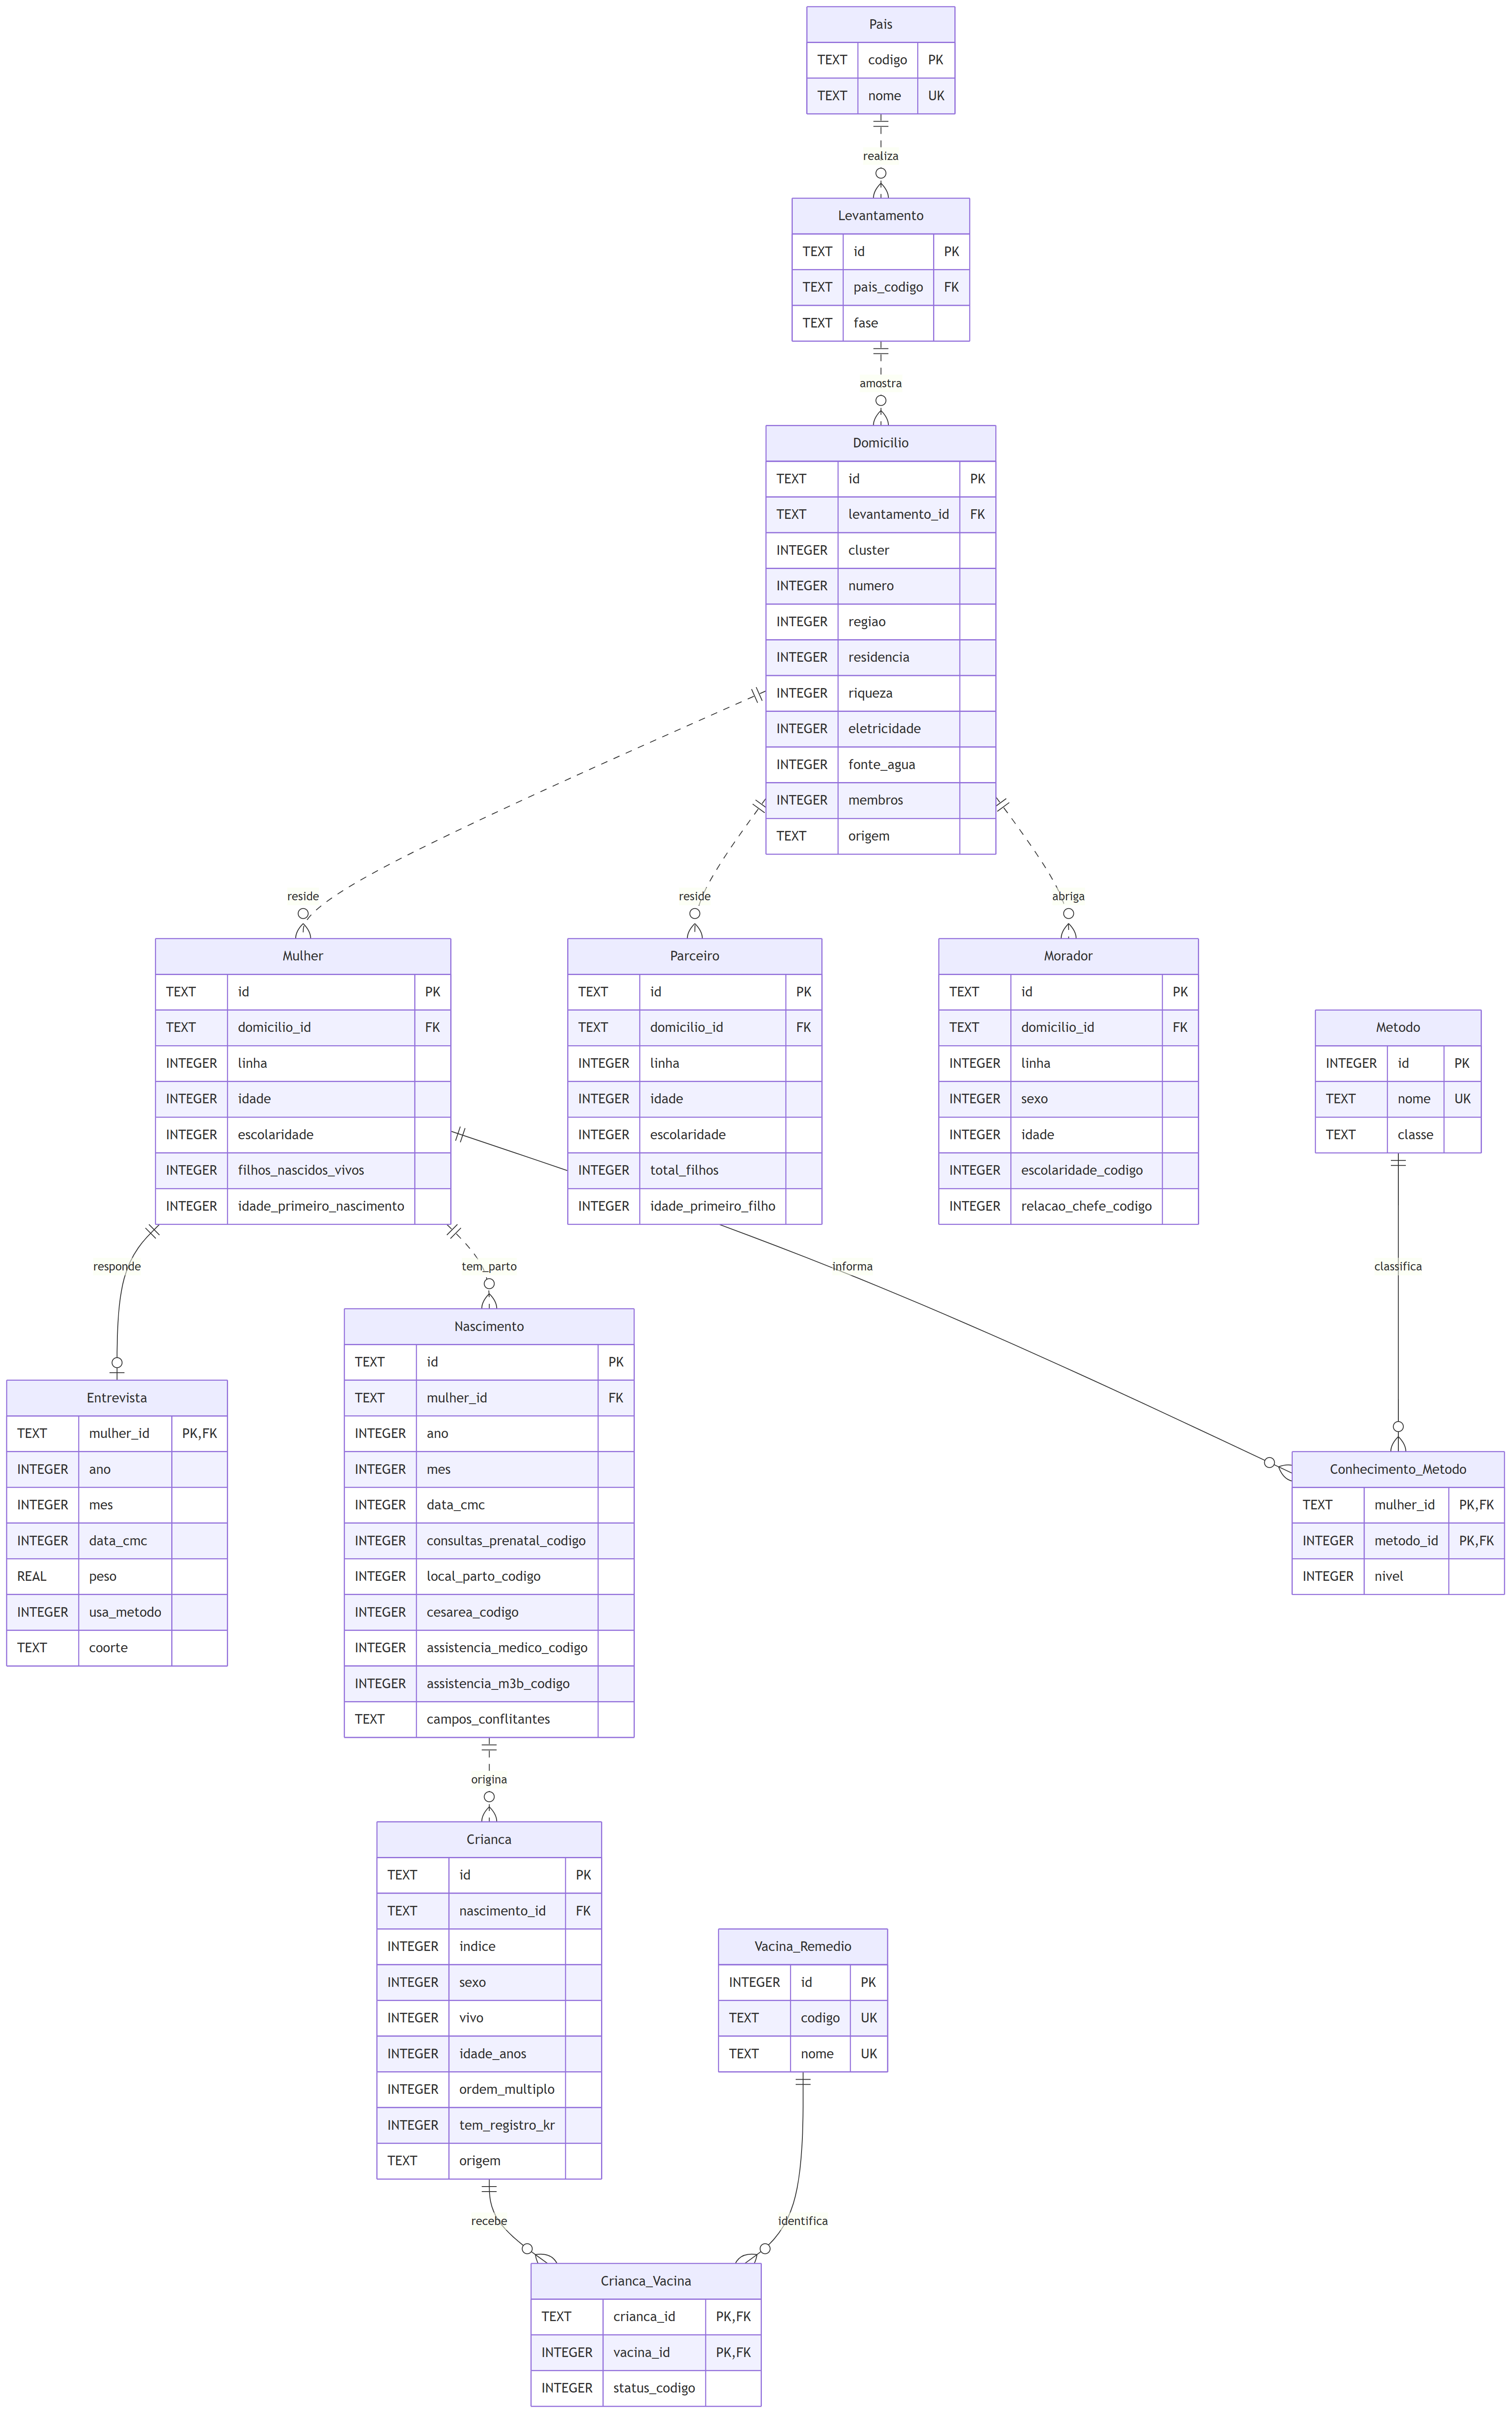 Pais
TEXT codigo PK
TEXT nome UK
realiza
Levantamento
TEXT id PK
TEXT pais_codigo FK
TEXT fase
amostra
Domicilio
TEXT id PK
TEXT levantamento_id FK
INTEGER cluster
INTEGER numero
INTEGER regiao
INTEGER residencia
INTEGER riqueza
INTEGER eletricidade
INTEGER fonte_agua
INTEGER membros
TEXT origem
reside
reside
abriga
Mulher
TEXT id PK
TEXT domicilio_id FK
INTEGER linha
INTEGER idade
INTEGER escolaridade
INTEGER filhos_nascidos_vivos
INTEGER idade_primeiro_nascimento
Parceiro
TEXT id PK
TEXT domicilio_id FK
INTEGER linha
INTEGER idade
INTEGER escolaridade
INTEGER total_filhos
INTEGER idade_primeiro_filho
Morador
TEXT id PK
TEXT domicilio_id FK
INTEGER linha
INTEGER sexo
INTEGER idade
INTEGER escolaridade_codigo
INTEGER relacao_chefe_codigo
Metodo
INTEGER id PK
TEXT nome UK
TEXT classe
responde
tem_parto
informa
classifica
Entrevista
TEXT mulher_id PK,FK
INTEGER ano
INTEGER mes
INTEGER data_cmc
REAL peso
INTEGER usa_metodo
TEXT coorte
Nascimento
TEXT id PK
TEXT mulher_id FK
INTEGER ano
INTEGER mes
INTEGER data_cmc
INTEGER consultas_prenatal_codigo
INTEGER local_parto_codigo
INTEGER cesarea_codigo
INTEGER assistencia_medico_codigo
INTEGER assistencia_m3b_codigo
TEXT campos_conflitantes
Conhecimento_Metodo
TEXT mulher_id PK,FK
INTEGER metodo_id PK,FK
INTEGER nivel
origina
Crianca
TEXT id PK
TEXT nascimento_id FK
INTEGER indice
INTEGER sexo
INTEGER vivo
INTEGER idade_anos
INTEGER ordem_multiplo
INTEGER tem_registro_kr
TEXT origem
Vacina_Remedio
INTEGER id PK
TEXT codigo UK
TEXT nome UK
recebe
identifica
Crianca_Vacina
TEXT crianca_id PK,FK
INTEGER vacina_id PK,FK
INTEGER status_codigo